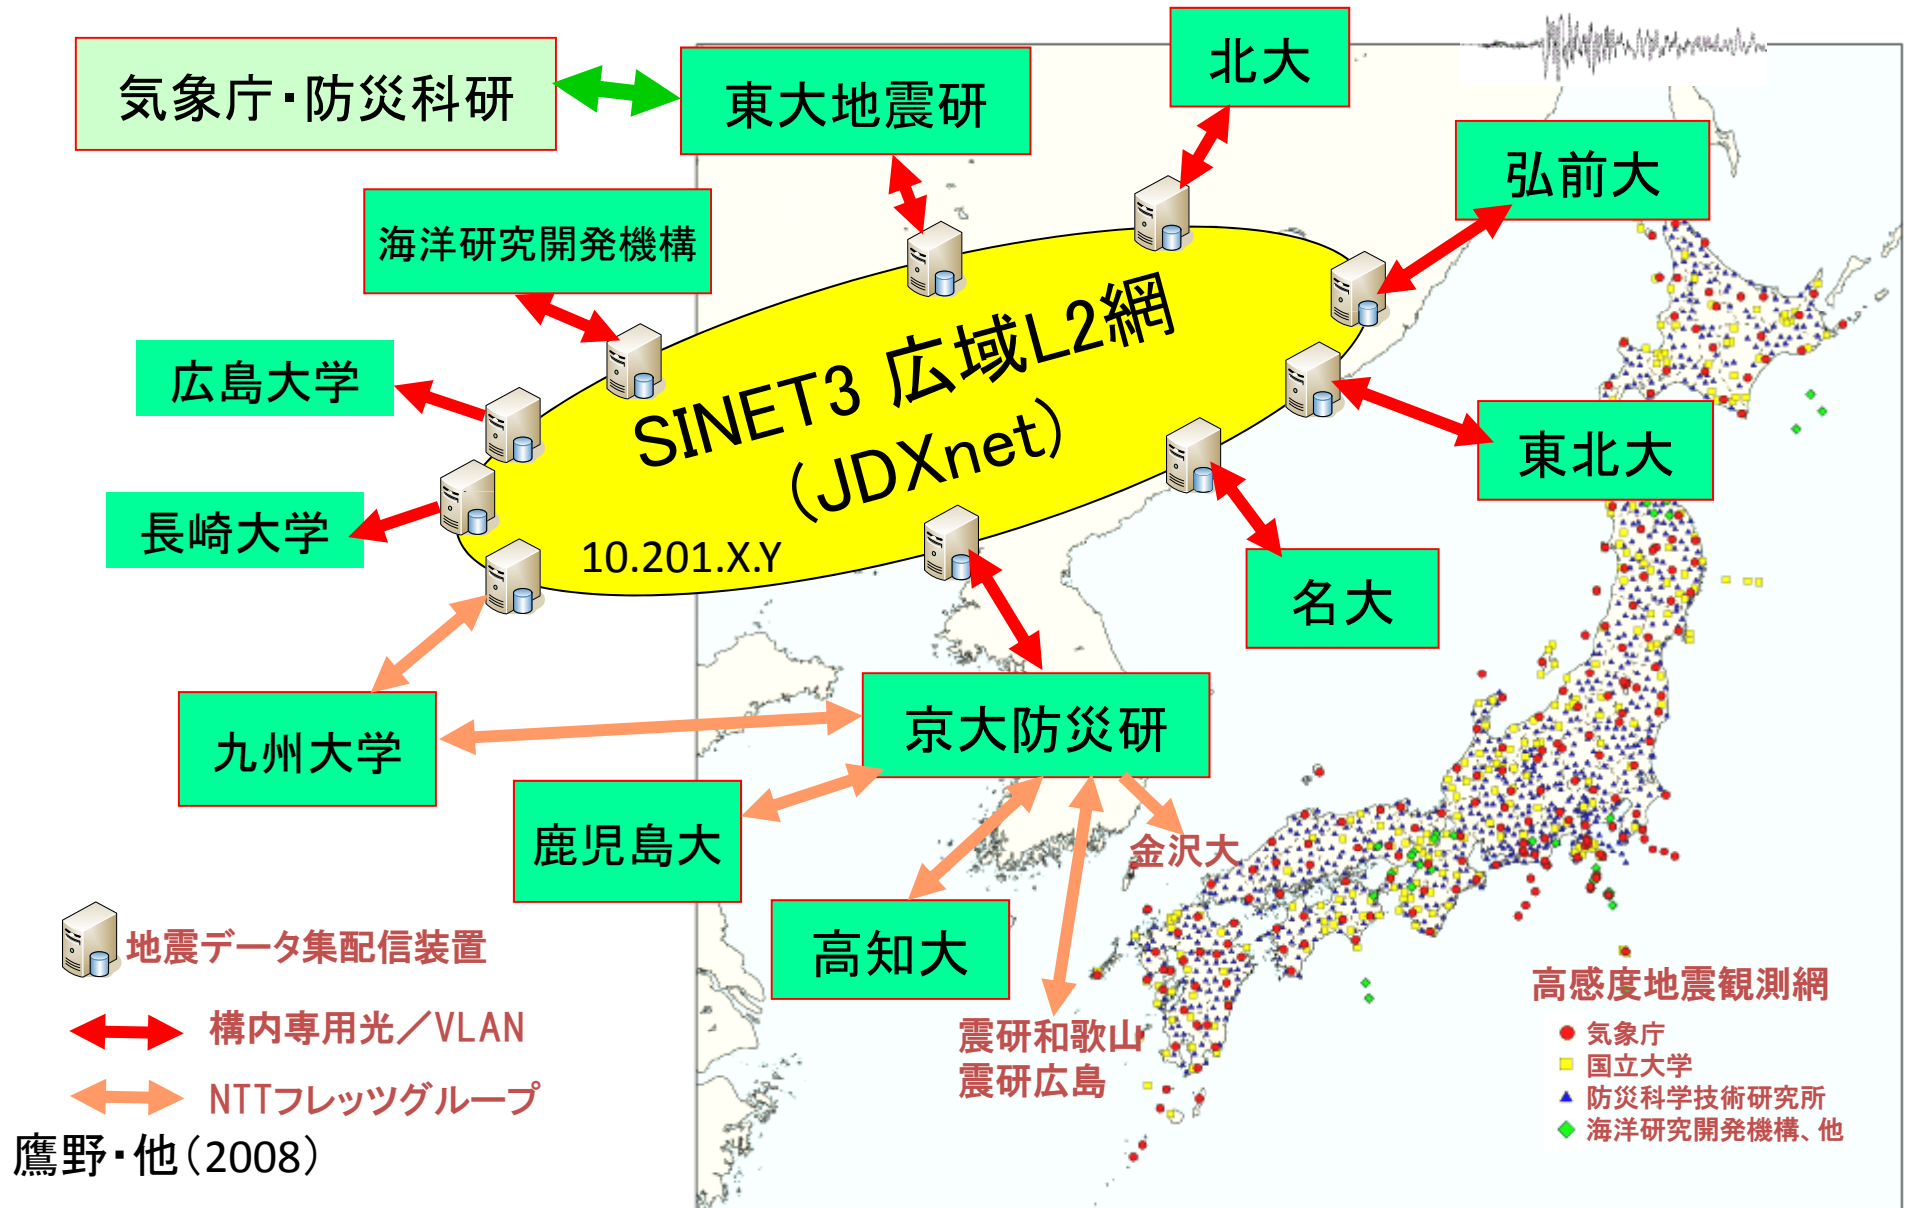 気象庁・防災科研
東大地震研
北大
弘前大
海洋研究開発機構
広島大学
長崎大学
SINET3 広域L2網
（JDXnet）
10.201.X.Y
東北大
名大
九州大学
京大防災研
鹿児島大
高知大
金沢大
震研和歌山
震研広島
地震データ集配信装置
構内専用光／VLAN
NTTフレッツグループ
鷹野・他（2008）
高感度地震観測網
気象庁
国立大学
防災科学技術研究所
海洋研究開発機構、他